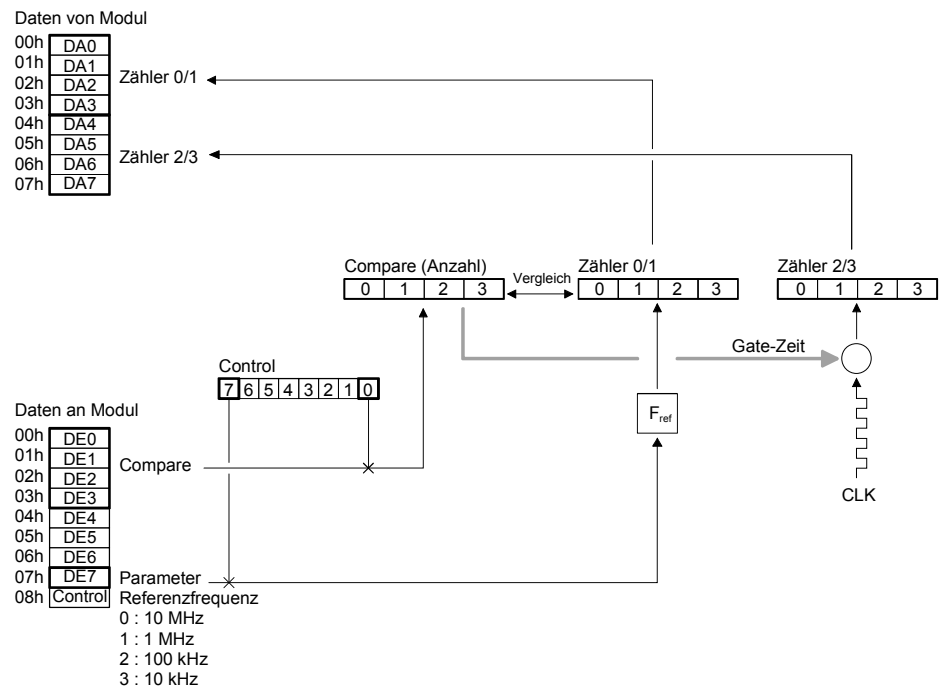 Daten von Modul
00h DA0
01h DA1
02h DA2
03h DA3
04h DA4
05h DA5
06h DA6
07h DA7
Zähler 0/1
Zähler 2/3
Compare (Anzahl)
0 1 2 3
Vergleich
Zähler 0/1
0 1 2 3
Zähler 2/3
0 1 2 3
Gate-Zeit
Control
7 6 5 4 3 2 1 0
Fref
CLK
Daten an Modul
00h DE0
01h DE1
02h DE2
03h DE3
04h DE4
05h DE5
06h DE6
07h DE7
08h Control
Compare
Parameter
Referenzfrequenz
0 : 10 MHz
1 : 1 MHz
2 : 100 kHz
3 : 10 kHz